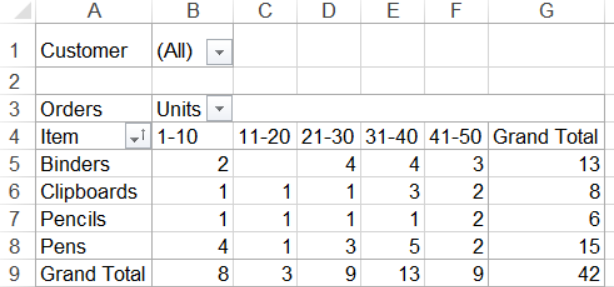 A B C D E F G
1 Customer (All)
2
3 Orders Units
4 Item 1-10 11-20 21-30 31-40 41-50 Grand Total
5 Binders 2 4 4 3 13
6 Clipboards 1 1 1 3 2 8
7 Pencils 1 1 1 1 2 6
8 Pens 4 1 3 5 2 15
9 Grand Total 8 3 9 13 9 42